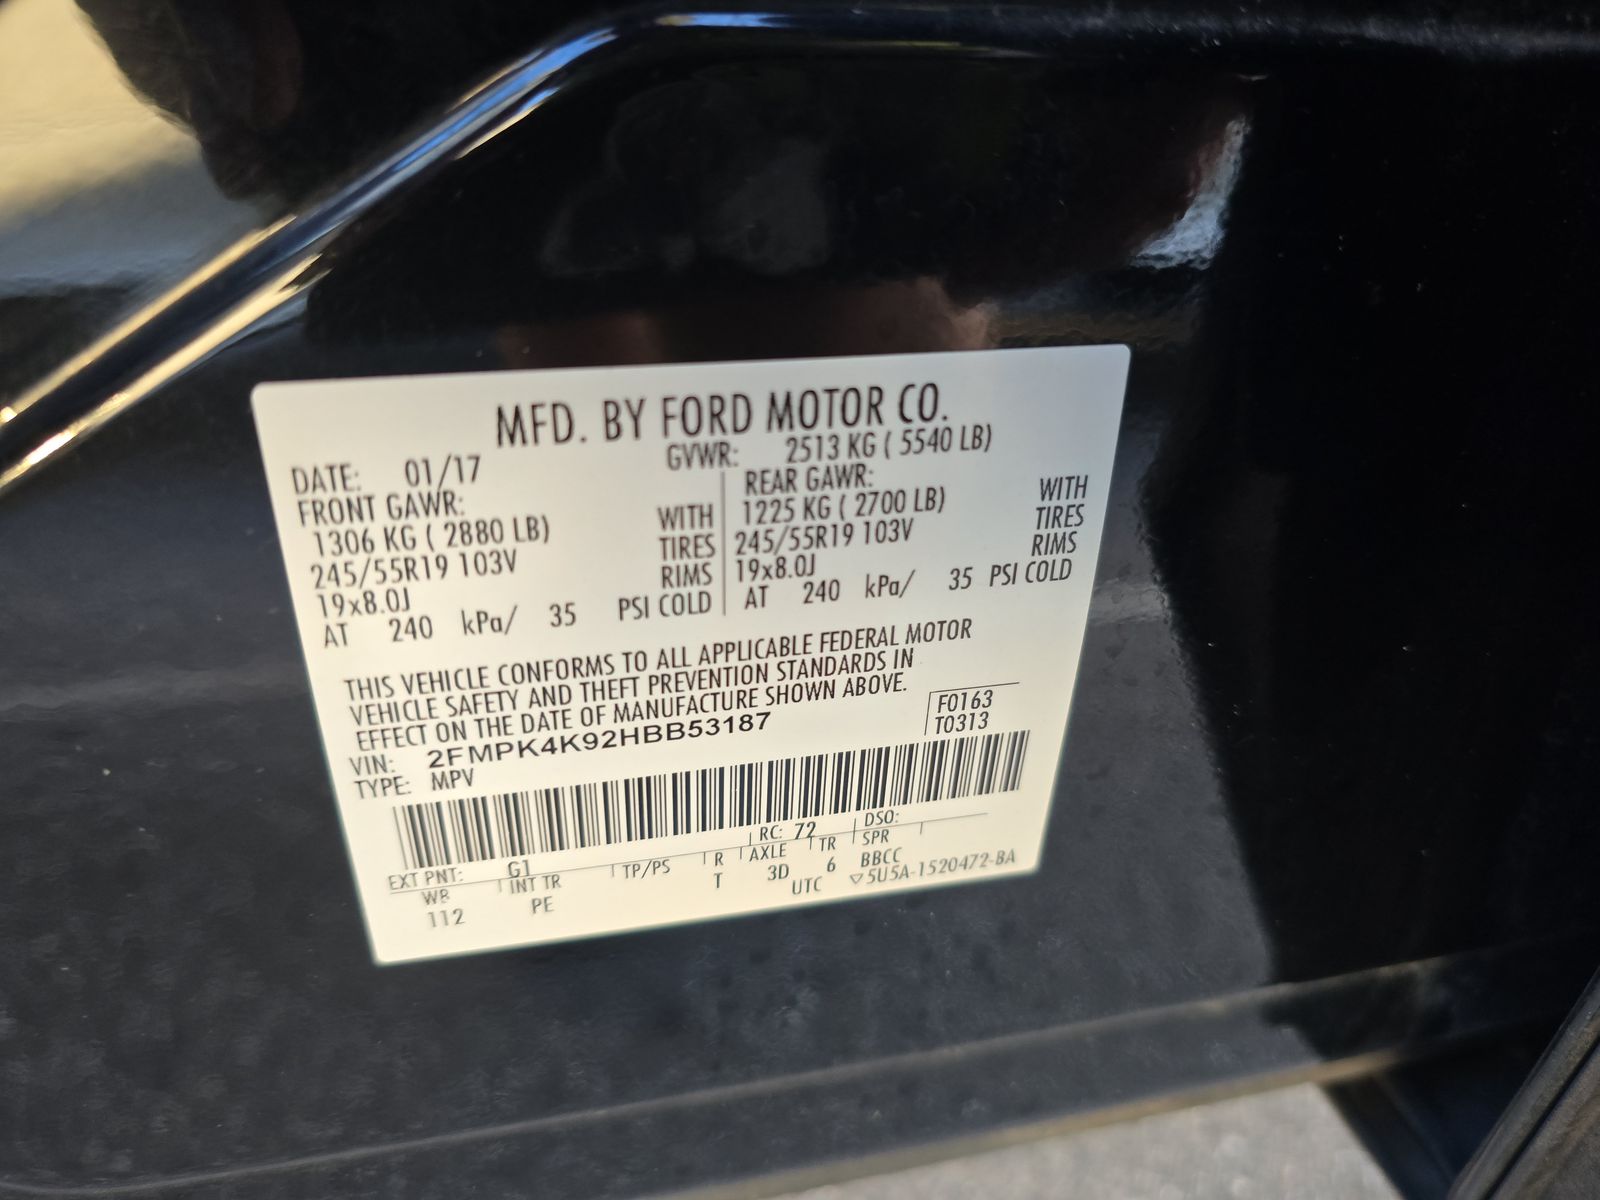 MFD. BY FORD MOTOR CO.
DATE: 01/17 GVWR: 2513 KG ( 5540 LB)
FRONT GAWR: REAR GAWR:
1306 KG ( 2880 LB) WITH 1225 KG ( 2700 LB) WITH
245/55R19 103V TIRES 245/55R19 103V TIRES
19x8.0J RIMS 19x8.0J RIMS
AT 240 kPa/ 35 PSI COLD AT 240 kPa/ 35 PSI COLD
THIS VEHICLE CONFORMS TO ALL APPLICABLE FEDERAL MOTOR
VEHICLE SAFETY AND THEFT PREVENTION STANDARDS IN
EFFECT ON THE DATE OF MANUFACTURE SHOWN ABOVE.
VIN: 2FMPK4K92HBB53187 F0163
TYPE: MPV T0313
EXT PNT: G1 RC: 72 DSO:
WB INT TR TP/PS R AXLE TR SPR
112 PE T 3D 6 BBCC
UTC ▽5U5A-1520472-BA